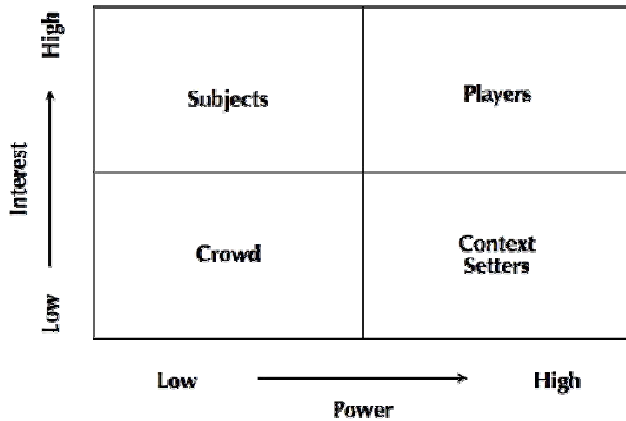 High
Subjects
Players
Interest
Crowd
Context
Setters
Low
Low
High
Power